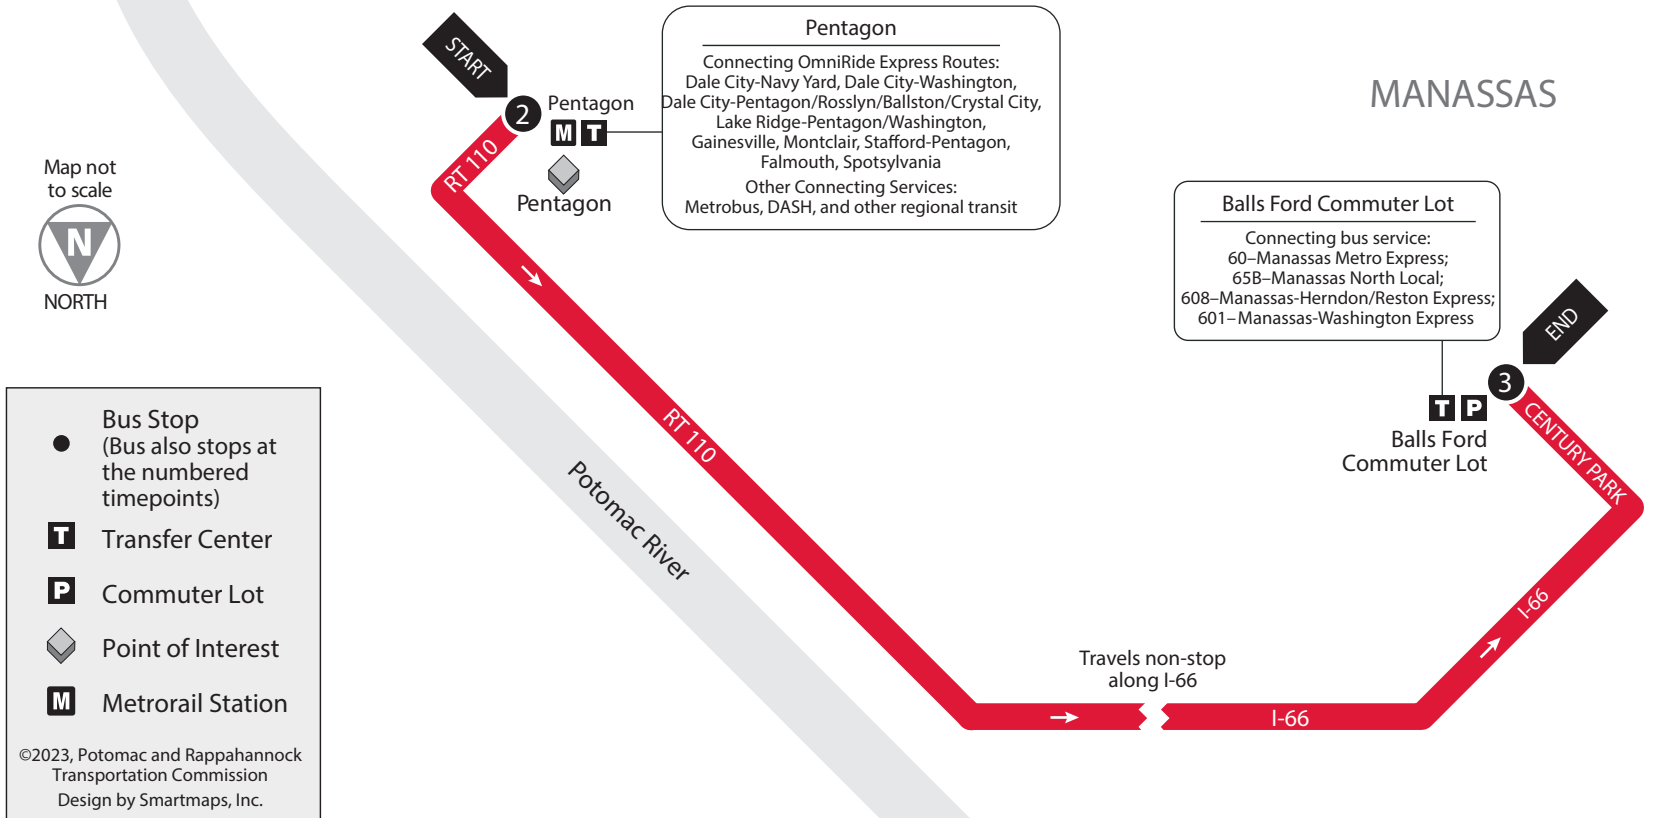 START
2
Pentagon
M T
Pentagon
RT 110
Pentagon
Connecting OmniRide Express Routes:
Dale City-Navy Yard, Dale City-Washington,
Dale City-Pentagon/Rosslyn/Ballston/Crystal City,
Lake Ridge-Pentagon/Washington,
Gainesville, Montclair, Stafford-Pentagon,
Falmouth, Spotsylvania
Other Connecting Services:
Metrobus, DASH, and other regional transit
MANASSAS
Map not
to scale
N
NORTH
Balls Ford Commuter Lot
Connecting bus service:
60–Manassas Metro Express;
65B–Manassas North Local;
608–Manassas-Herndon/Reston Express;
601–Manassas-Washington Express
END
3
T P
Balls Ford
Commuter Lot
CENTURY PARK
RT 110
Potomac River
I-66
Travels non-stop
along I-66
I-66
Bus Stop
(Bus also stops at
the numbered
timepoints)
T Transfer Center
P Commuter Lot
Point of Interest
M Metrorail Station
©2023, Potomac and Rappahannock
Transportation Commission
Design by Smartmaps, Inc.